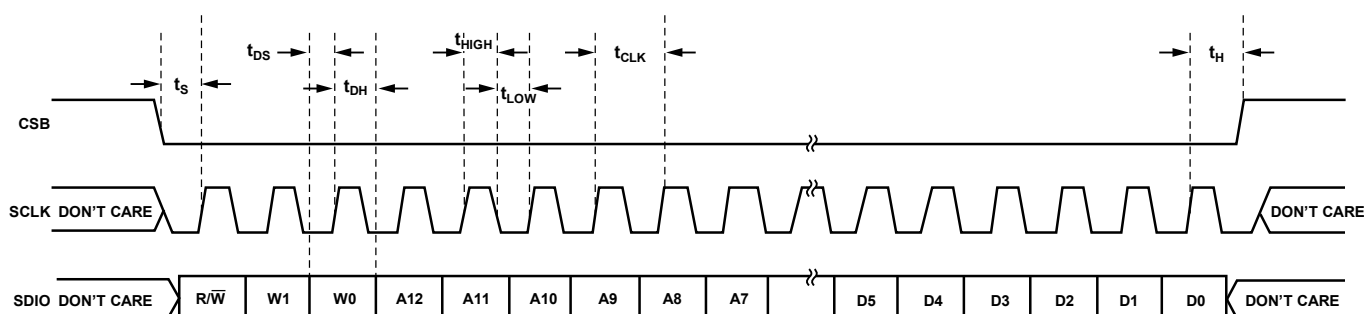 tDS
tHIGH
tCLK
tH
tS
tDH
tLOW
CSB
SCLK DON'T CARE
DON'T CARE
SDIO DON'T CARE R/W̅ W1 W0 A12 A11 A10 A9 A8 A7 D5 D4 D3 D2 D1 D0 DON'T CARE